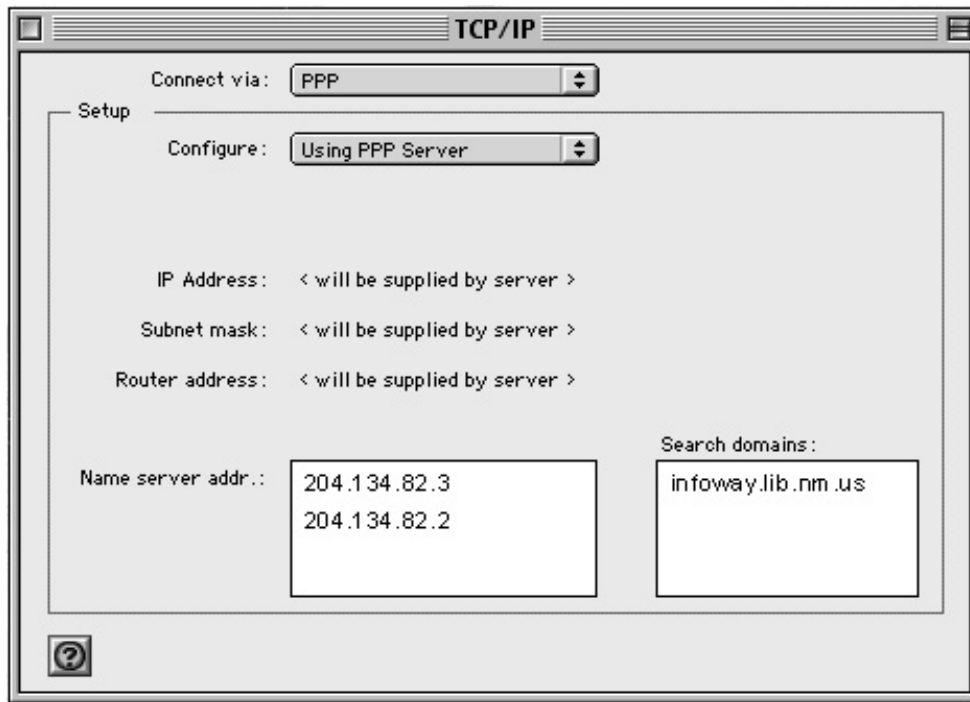 TCP/IP
Connect via: PPP
Setup
Configure: Using PPP Server
IP Address: < will be supplied by server >
Subnet mask: < will be supplied by server >
Router address: < will be supplied by server >
Search domains:
Name server addr.: 204.134.82.3 infoway.lib.nm.us
204.134.82.2
?